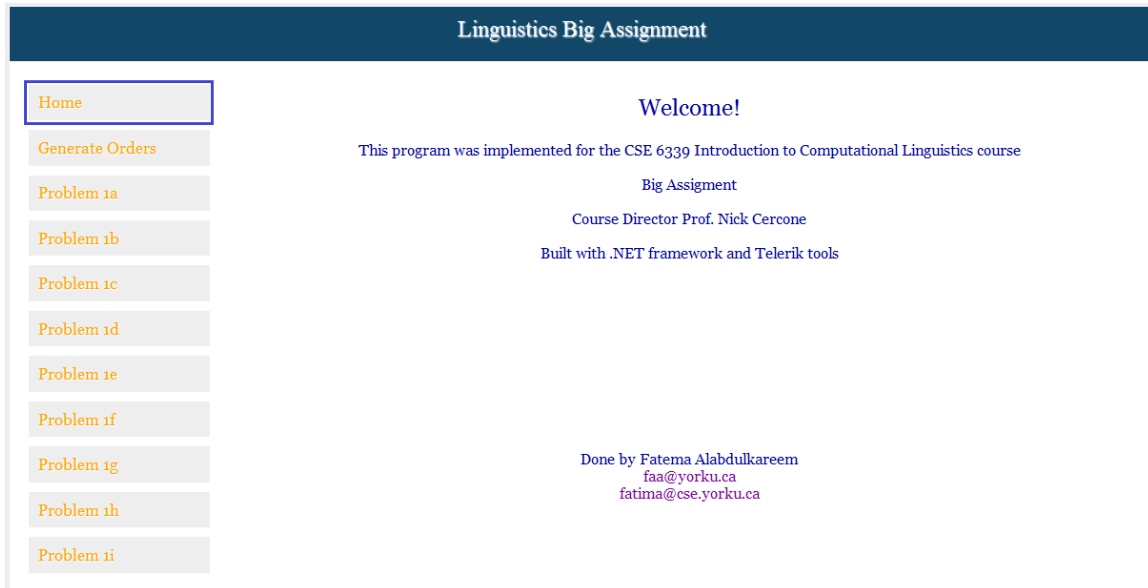 Linguistics Big Assignment
Home
Generate Orders
Problem 1a
Problem 1b
Problem 1c
Problem 1d
Problem 1e
Problem 1f
Problem 1g
Problem 1h
Problem 1i
Welcome!
This program was implemented for the CSE 6339 Introduction to Computational Linguistics course
Big Assigment
Course Director Prof. Nick Cercone
Built with .NET framework and Telerik tools
Done by Fatema Alabdulkareem
faa@yorku.ca
fatima@cse.yorku.ca